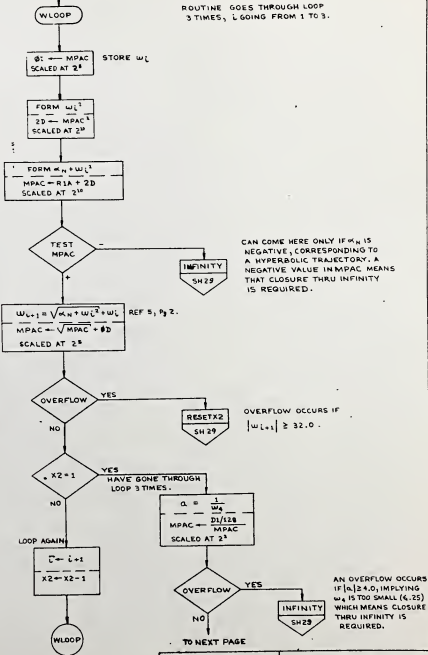 ROUTINE GOES THROUGH LOOP
3 TIMES, i GOING FROM 1 TO 3.
WLOOP
0D ← MPAC
SCALED AT 2⁵
STORE ωi
FORM ωi²
2D ← MPAC²
SCALED AT 2¹⁰
FORM αN + ωi²
MPAC ← R1A + 2D
SCALED AT 2¹⁰
TEST
MPAC
-
+
INFINITY
SH 29
CAN COME HERE ONLY IF αN IS
NEGATIVE, CORRESPONDING TO
A HYPERBOLIC TRAJECTORY. A
NEGATIVE VALUE IN MPAC MEANS
THAT CLOSURE THRU INFINITY
IS REQUIRED.
ωi+1 = √αN + ωi² + ωi
MPAC ← √MPAC + 0D
SCALED AT 2⁵
REF 5, Pg 2.
OVERFLOW
YES
NO
RESETX2
SH 29
OVERFLOW OCCURS IF
|ωi+1| ≥ 32.0.
X2=1
YES
HAVE GONE THROUGH
LOOP 3 TIMES.
NO
a = 1/ω4
MPAC ← D1/128/MPAC
SCALED AT 2²
LOOP AGAIN
i ← i+1
X2 ← X2-1
OVERFLOW
YES
INFINITY
SH29
AN OVERFLOW OCCURS
IF |a| ≥ 4.0, IMPLYING
ω4 IS TOO SMALL (<.25)
WHICH MEANS CLOSURE
THRU INFINITY IS
REQUIRED.
NO
WLOOP
TO NEXT PAGE